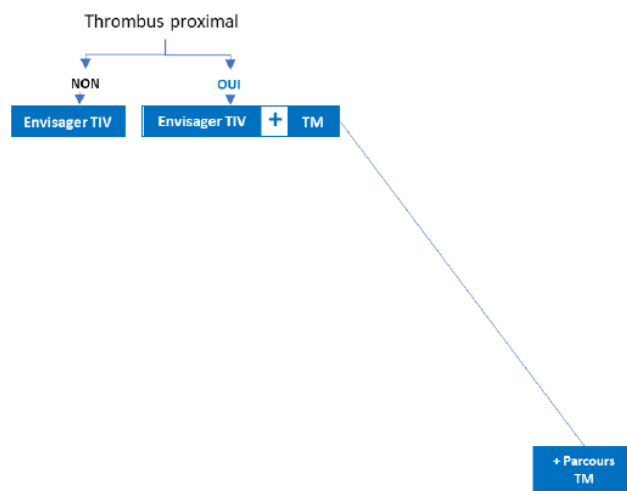 Thrombus proximal
NON
OUI
Envisager TIV
Envisager TIV + TM
+ Parcours
TM